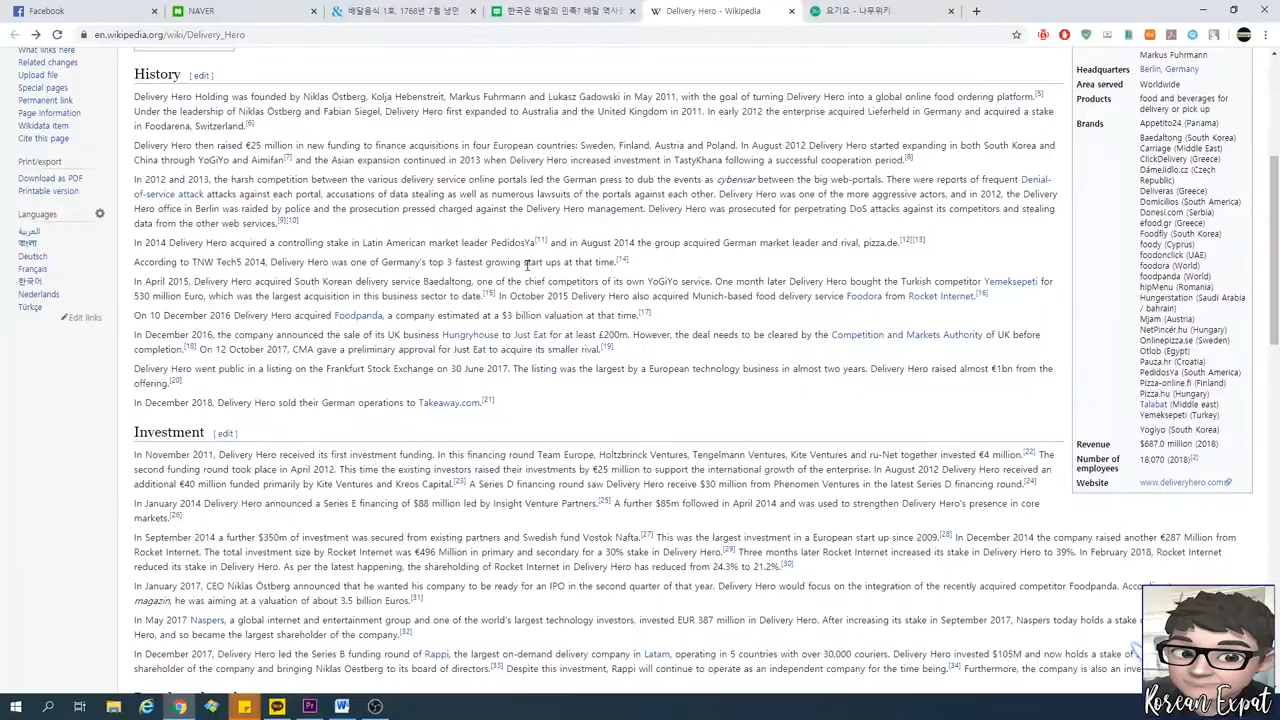 Facebook
NAVER
배달음식 1호, 1768년 7월 냉면
한국은 배달의 민족? 배달 역사
Delivery Hero - Wikipedia
요기요 - 나무위키
en.wikipedia.org/wiki/Delivery_Hero
What links here
Related changes
Upload file
Special pages
Permanent link
Page information
Wikidata item
Cite this page
Print/export
Download as PDF
Printable version
Languages
العربية
বাংলা
Deutsch
Français
한국어
Nederlands
Türkçe
Edit links
History [ edit ]
Delivery Hero Holding was founded by Niklas Östberg, Kolja Hebenstreit, Markus Fuhrmann and Lukasz Gadowski in May 2011, with the goal of turning Delivery Hero into a global online food ordering platform.[5]
Under the leadership of Niklas Östberg and Fabian Siegel, Delivery Hero first expanded to Australia and the United Kingdom in 2011. In early 2012 the enterprise acquired Lieferheld in Germany and acquired a stake
in Foodarena, Switzerland.[6]
Delivery Hero then raised €25 million in new funding to finance acquisitions in four European countries: Sweden, Finland, Austria and Poland. In August 2012 Delivery Hero started expanding in both South Korea and
China through YoGiYo and Aimifan[7] and the Asian expansion continued in 2013 when Delivery Hero increased investment in TastyKhana following a successful cooperation period.[8]
In 2012 and 2013, the harsh competition between the various delivery service online portals led the German press to dub the events as cyberwar between the big web-portals. There were reports of frequent Denial-
of-service attack attacks against each portal, accusations of data stealing as well as numerous lawsuits of the portals against each other. Delivery Hero was one of the more aggressive actors, and in 2012, the Delivery
Hero office in Berlin was raided by police and the prosecution pressed charged against the Delivery Hero management. Delivery Hero was prosecuted for perpetrating DoS attacks against its competitors and stealing
data from the other web services.[9][10]
In 2014 Delivery Hero acquired a controlling stake in Latin American market leader PedidosYa[11] and in August 2014 the group acquired German market leader and rival, pizza.de.[12][13]
According to TNW Tech5 2014, Delivery Hero was one of Germany's top 3 fastest growing start ups at that time.[14]
In April 2015, Delivery Hero acquired South Korean delivery service Baedaltong, one of the chief competitors of its own YoGiYo service. One month later Delivery Hero bought the Turkish competitor Yemeksepeti for
530 million Euro, which was the largest acquisition in this business sector to date.[15] In October 2015 Delivery Hero also acquired Munich-based food delivery service Foodora from Rocket Internet.[16]
On 10 December 2016 Delivery Hero acquired Foodpanda, a company estimated at a $3 billion valuation at that time.[17]
In December 2016, the company announced the sale of its UK business Hungryhouse to Just Eat for at least £200m. However, the deal needs to be cleared by the Competition and Markets Authority of UK before
completion.[18] On 12 October 2017, CMA gave a preliminary approval for Just Eat to acquire its smaller rival.[19]
Delivery Hero went public in a listing on the Frankfurt Stock Exchange on 30 June 2017. The listing was the largest by a European technology business in almost two years. Delivery Hero raised almost €1bn from the
offering.[20]
In December 2018, Delivery Hero sold their German operations to Takeaway.com.[21]
Investment [ edit ]
In November 2011, Delivery Hero received its first investment funding. In this financing round Team Europe, Holtzbrinck Ventures, Tengelmann Ventures, Kite Ventures and ru-Net together invested €4 million.[22] The
second funding round took place in April 2012. This time the existing investors raised their investments by €25 million to support the international growth of the enterprise. In August 2012 Delivery Hero received an
additional €40 million funded primarily by Kite Ventures and Kreos Capital.[23] A Series D financing round saw Delivery Hero receive $30 million from Phenomen Ventures in the latest Series D financing round.[24]
In January 2014 Delivery Hero announced a Series E financing of $88 million led by Insight Venture Partners.[25] A further $85m followed in April 2014 and was used to strengthen Delivery Hero's presence in core
markets.[26]
In September 2014 a further $350m of investment was secured from existing partners and Swedish fund Vostok Nafta.[27] This was the largest investment in a European start up since 2009.[28] In December 2014 the company raised another €287 Million from
Rocket Internet. The total investment size by Rocket Internet was €496 Million in primary and secondary for a 30% stake in Delivery Hero.[29] Three months later Rocket Internet increased its stake in Delivery Hero to 39%. In February 2018, Rocket Internet
reduced its stake in Delivery Hero. As per the latest happening, the shareholding of Rocket Internet in Delivery Hero has reduced from 24.3% to 21.2%.[30]
In January 2017, CEO Niklas Östberg announced that he wanted his company to be ready for an IPO in the second quarter of that year. Delivery Hero would focus on the integration of the recently acquired competitor Foodpanda.
magazin, he was aiming at a valuation of about 3.5 billion Euros.[31]
In May 2017 Naspers, a global internet and entertainment group and one of the world's largest technology investors, invested EUR 387 million in Delivery Hero. After increasing its stake in September 2017, Naspers today holds a stake
Hero, and so became the largest shareholder of the company.[32]
In December 2017, Delivery Hero led the Series B funding round of Rappi, the largest on-demand delivery company in Latam, operating in 5 countries with over 30,000 couriers. Delivery Hero invested $105M and now holds a stake of
shareholder of the company and bringing Niklas Oestberg to its board of directors.[33] Despite this investment, Rappi will continue to operate as an independent company for the time being.[34] Furthermore, the company is also an
Markus Fuhrmann
Headquarters Berlin, Germany
Area served Worldwide
Products food and beverages for
delivery or pick up
Brands Appetito24 (Panama)
Baedaltong (South Korea)
Carriage (Middle East)
ClickDelivery (Greece)
DámeJídlo.cz (Czech
Republic)
Deliveras (Greece)
Domicilios (South America)
Donesi.com (Serbia)
efood.gr (Greece)
Foodfly (South Korea)
foody (Cyprus)
foodonclick (UAE)
foodora (World)
foodpanda (World)
hipMenu (Romania)
Hungerstation (Saudi Arabia
/ bahrain)
Mjam (Austria)
NetPincér.hu (Hungary)
Onlinepizza.se (Sweden)
Otlob (Egypt)
Pauza.hr (Croatia)
PedidosYa (South America)
Pizza-online.fi (Finland)
Pizza.hu (Hungary)
Talabat (Middle east)
Yemeksepeti (Turkey)
Yogiyo (South Korea)
Revenue $687.0 million (2018)
Number of
employees 18,070 (2018)[2]
Website www.deliveryhero.com
Korean Expat